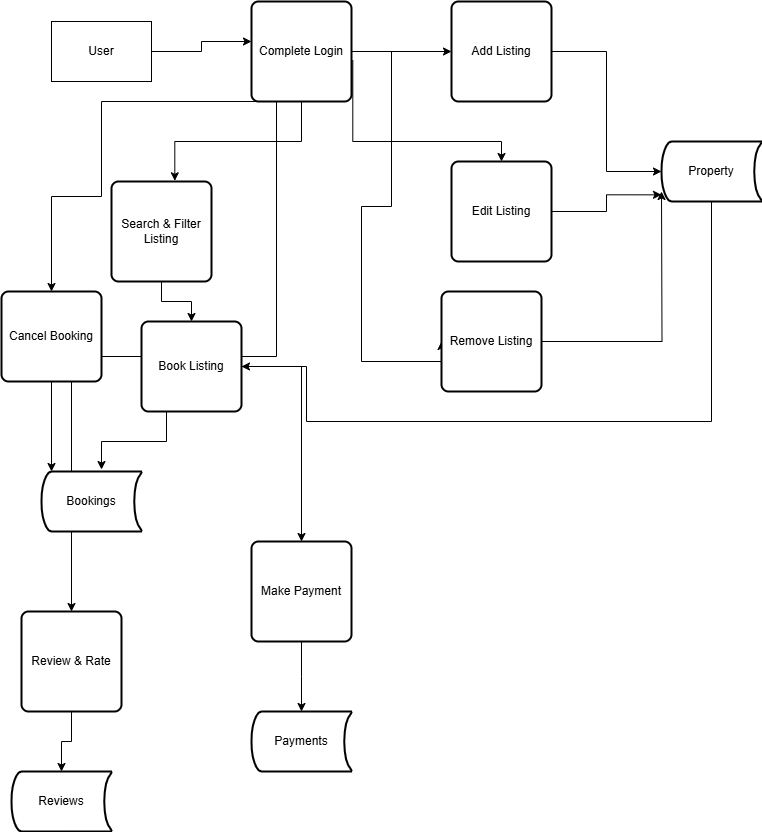 User
Complete Login
Add Listing
Property
Search & Filter
Listing
Edit Listing
Cancel Booking
Book Listing
Remove Listing
Bookings
Make Payment
Review & Rate
Payments
Reviews